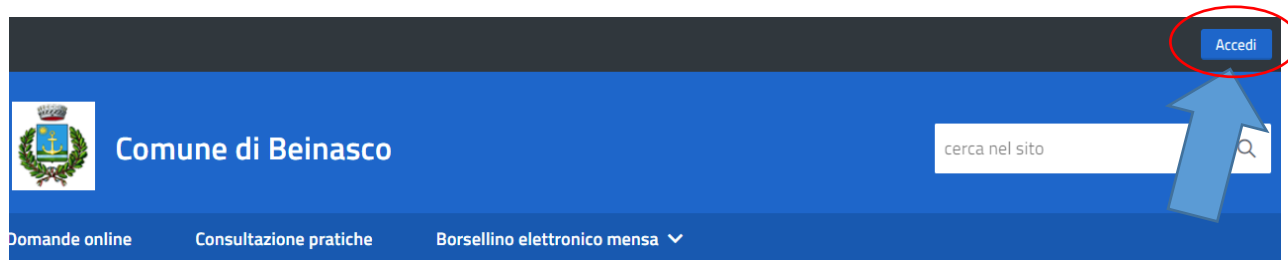 Accedi
Comune di Beinasco
cerca nel sito
Domande online Consultazione pratiche Borsellino elettronico mensa